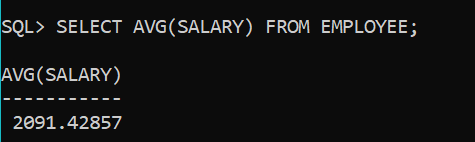 SQL> SELECT AVG(SALARY) FROM EMPLOYEE;
AVG(SALARY)
-----------
2091.42857